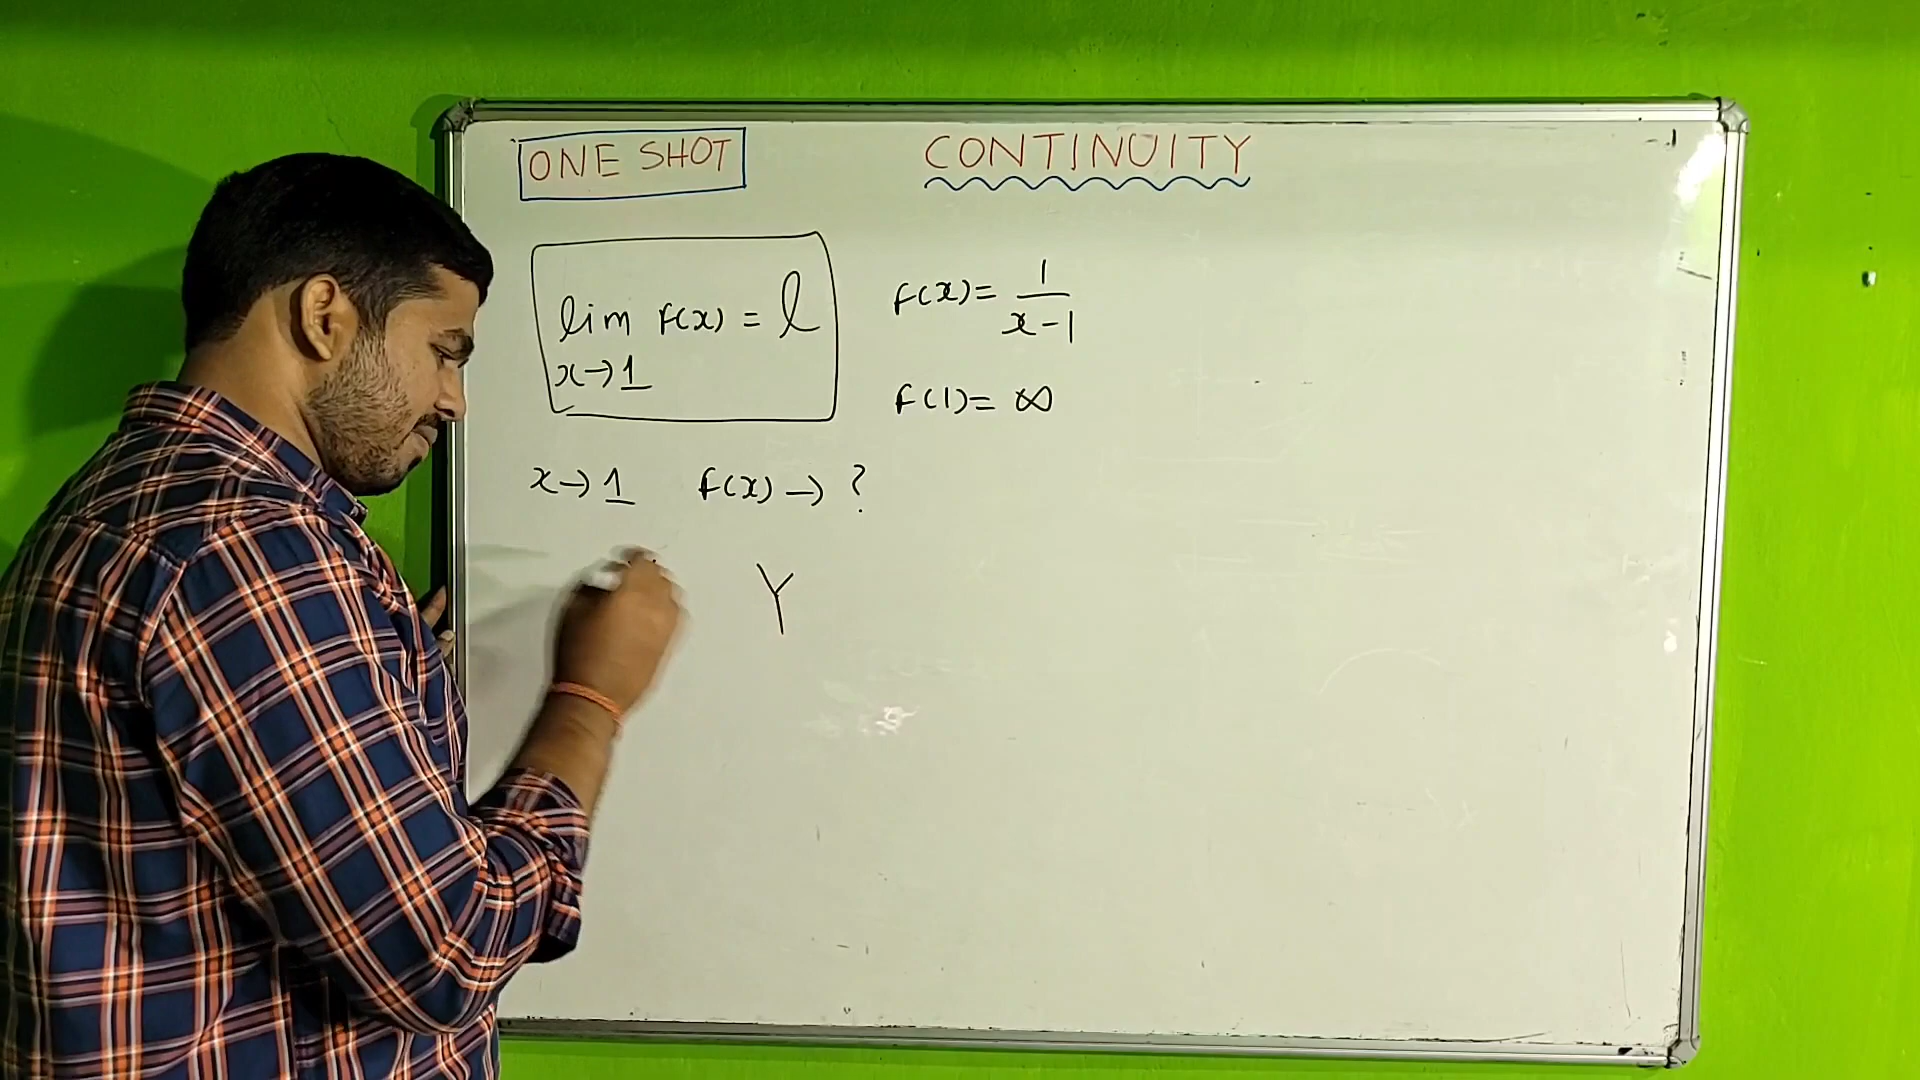 ONE SHOT
CONTINUITY
lim f(x) = l
x→1
f(x)= 1/x-1
f(1)= ∞
x→1 f(x)→ ?
Y